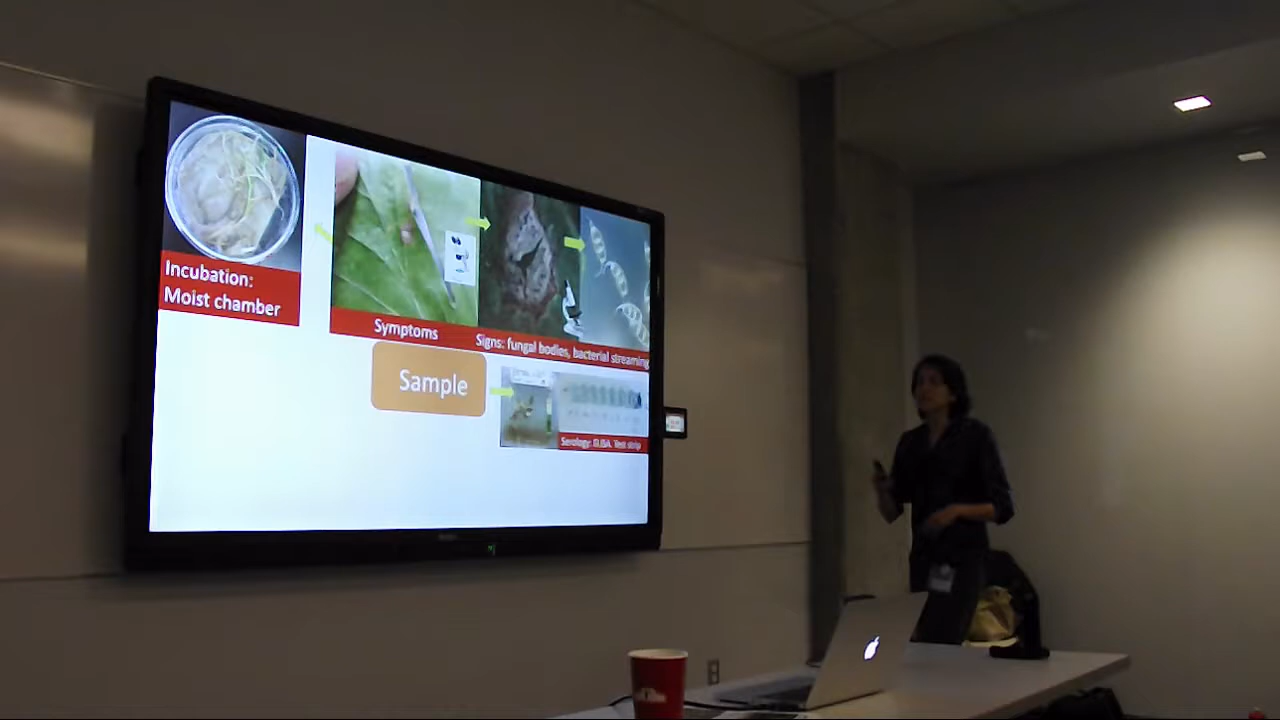 Incubation:
Moist chamber
Symptoms
Signs: fungal bodies, bacterial streaming
Sample
Serology: ELISA. Test strip